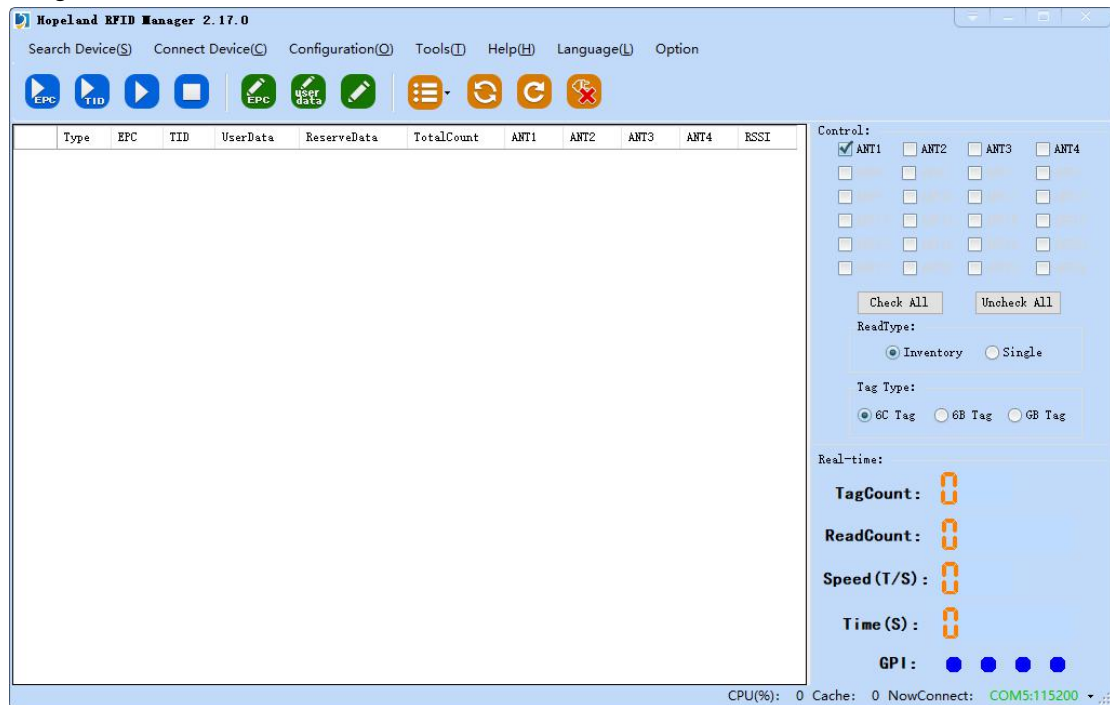 Hopeland RFID Manager 2.17.0
Search Device(S) Connect Device(C) Configuration(O) Tools(T) Help(H) Language(L) Option
EPC TID EPC user data
Type EPC TID UserData ReserveData TotalCount ANT1 ANT2 ANT3 ANT4 RSSI
Control:
ANT1 ANT2 ANT3 ANT4
Check All Uncheck All
ReadType:
Inventory Single
Tag Type:
6C Tag 6B Tag GB Tag
Real-time:
TagCount: 0
ReadCount: 0
Speed(T/S): 0
Time(S): 0
GPI:
CPU(%): 0 Cache: 0 NowConnect: COM5:115200